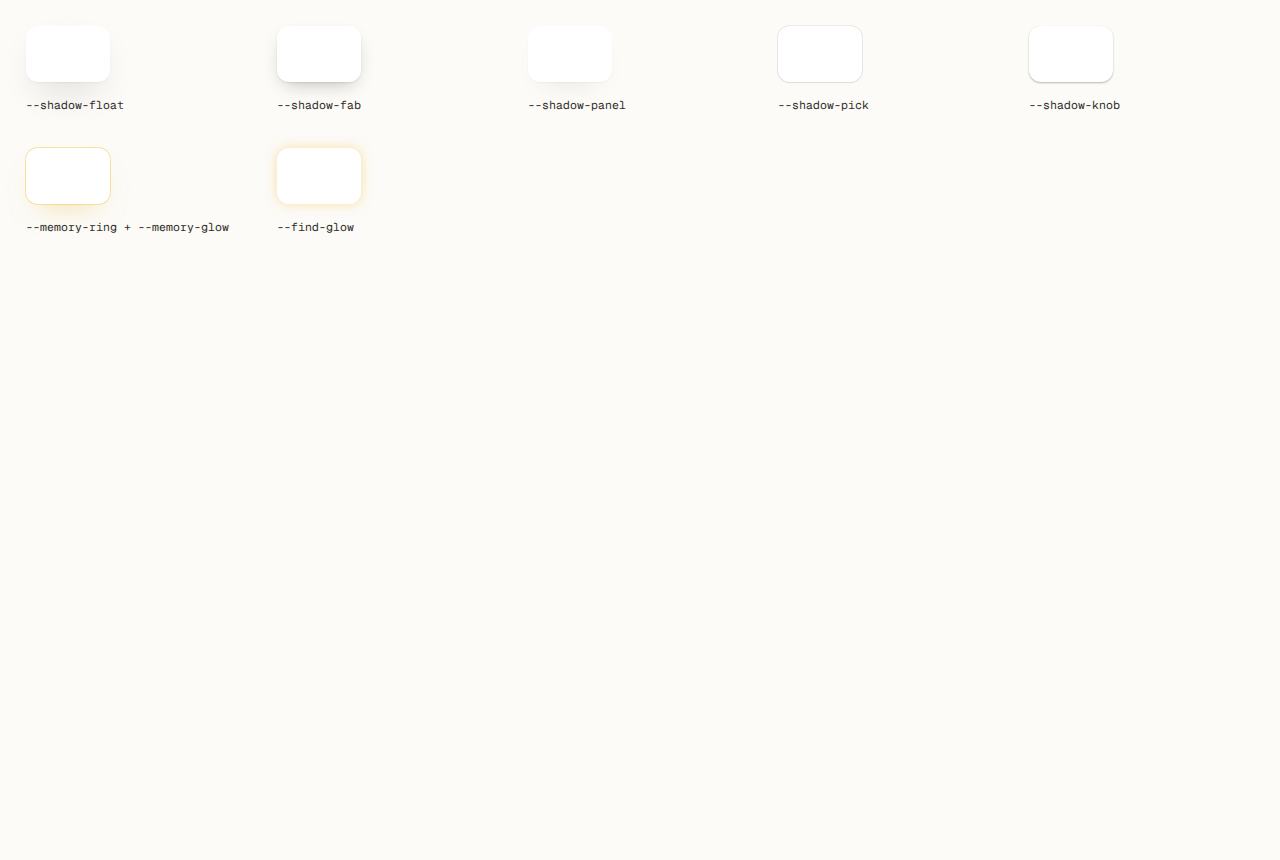 --shadow-float
--shadow-fab
--shadow-panel
--shadow-pick
--shadow-knob
--memory-ring + --memory-glow
--find-glow